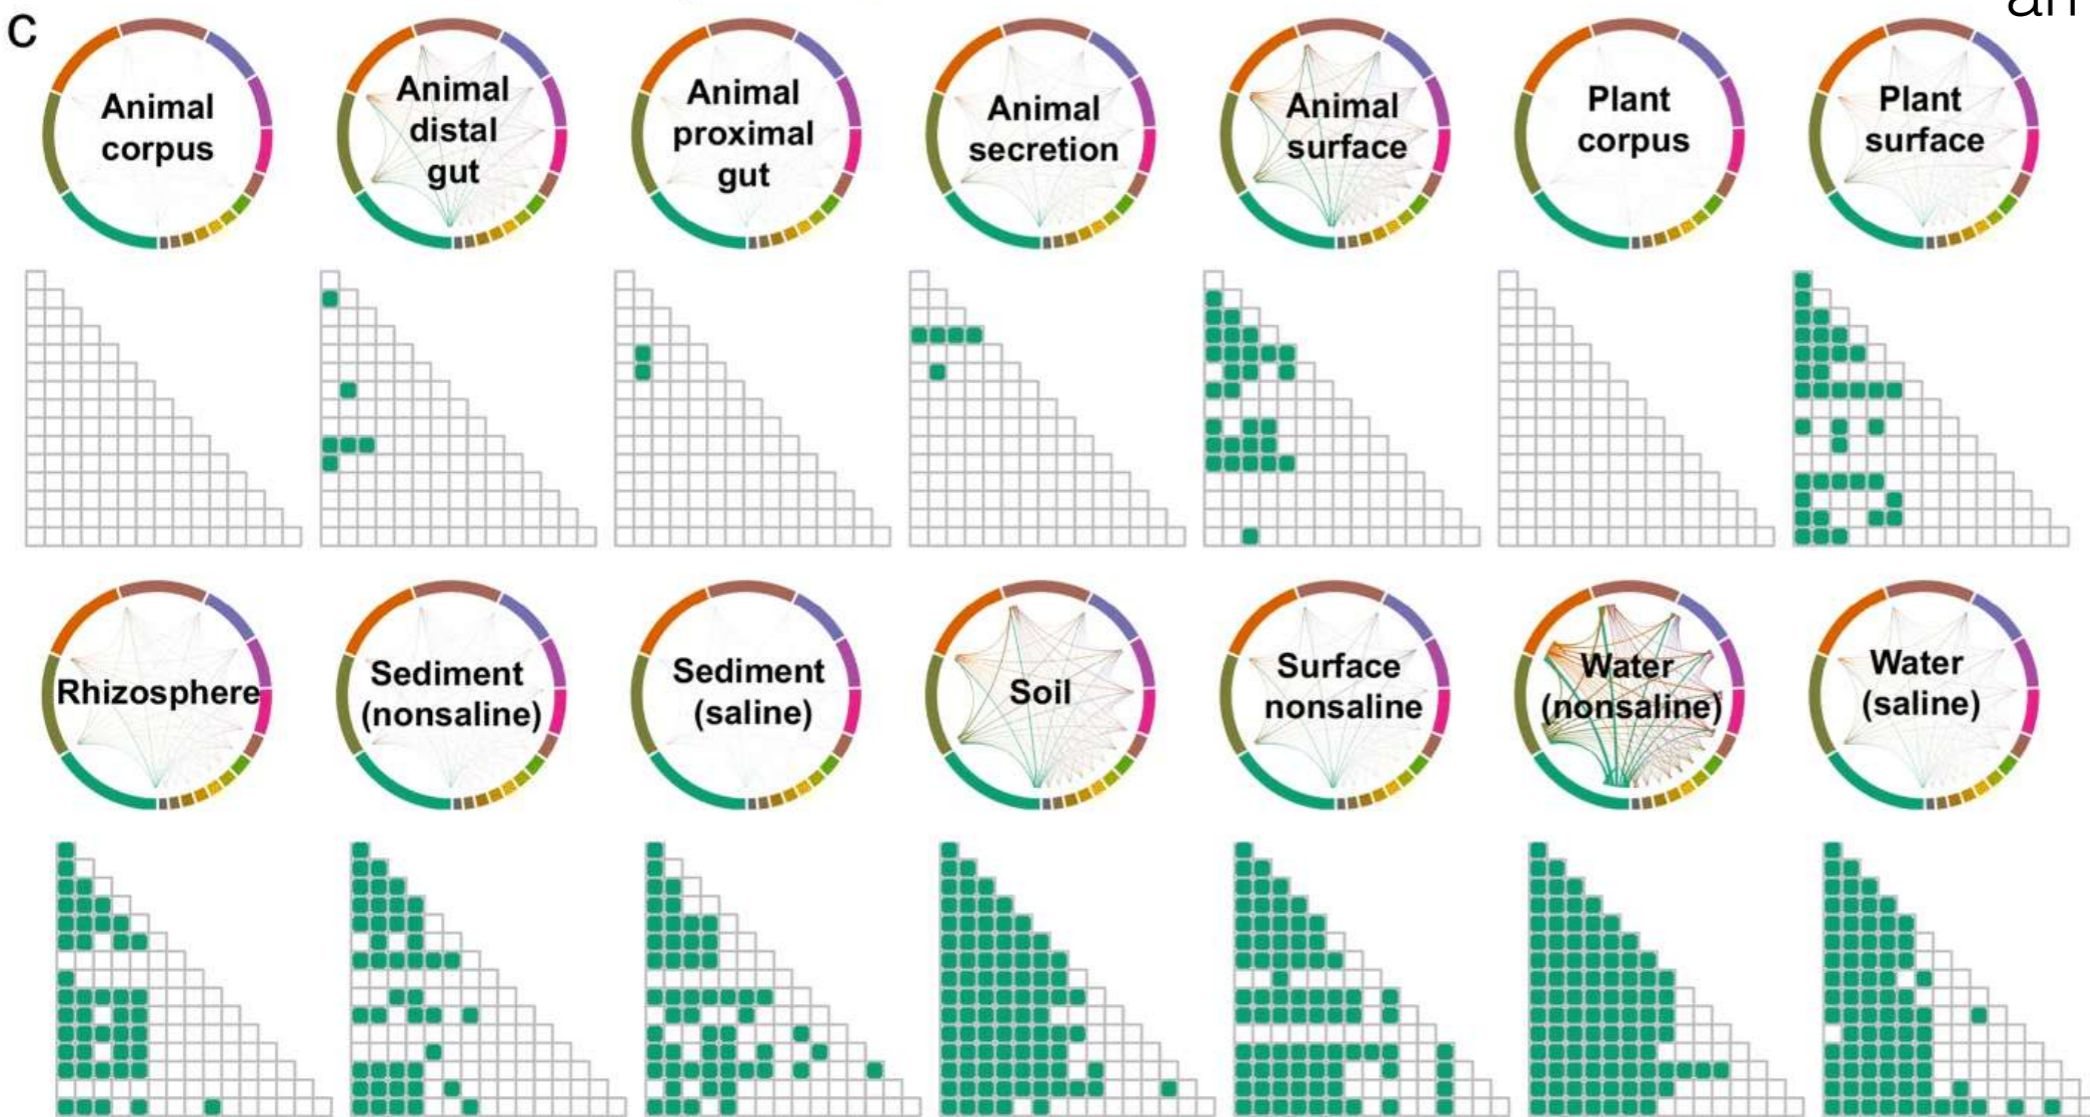 an
c
Animal
corpus
Animal
distal
gut
Animal
proximal
gut
Animal
secretion
Animal
surface
Plant
corpus
Plant
surface
Rhizosphere
Sediment
(nonsaline)
Sediment
(saline)
Soil
Surface
nonsaline
Water
(nonsaline)
Water
(saline)